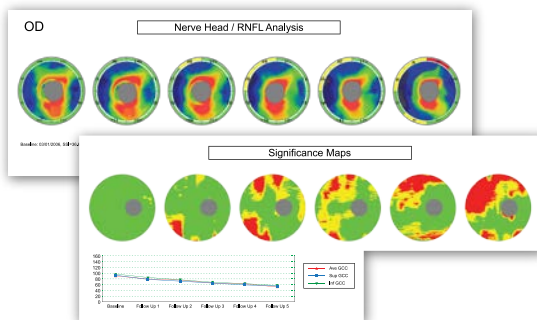 OD
Nerve Head / RNFL Analysis
Significance Maps
160
140
120
100
80
60
40
20
0
Baseline
Follow Up 1
Follow Up 2
Follow Up 3
Follow Up 4
Follow Up 5
Ave GCC
Sup GCC
Inf GCC